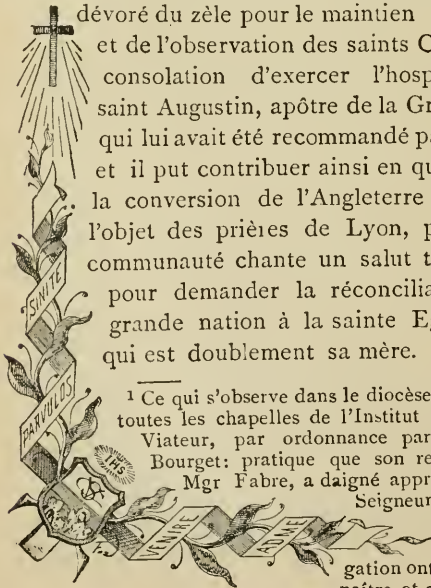 dévoré du zèle pour le maintien
et de l'observation des saints C
consolation d'exercer l'hosp
saint Augustin, apôtre de la Gr
qui lui avait été recommandé pa
et il put contribuer ainsi en qu
la conversion de l'Angleterre
l'objet des prières de Lyon, p
communauté chante un salut t
pour demander la réconcilia
grande nation à la sainte E
qui est doublement sa mère.
1 Ce qui s'observe dans le diocèse
toutes les chapelles de l'Institut
Viateur, par ordonnance par
Bourget: pratique que son re
Mgr Fabre, a daigné appr
Seigneur
gation ont
SINITE
PARVULOS
IHS
VENIRE
AD ME